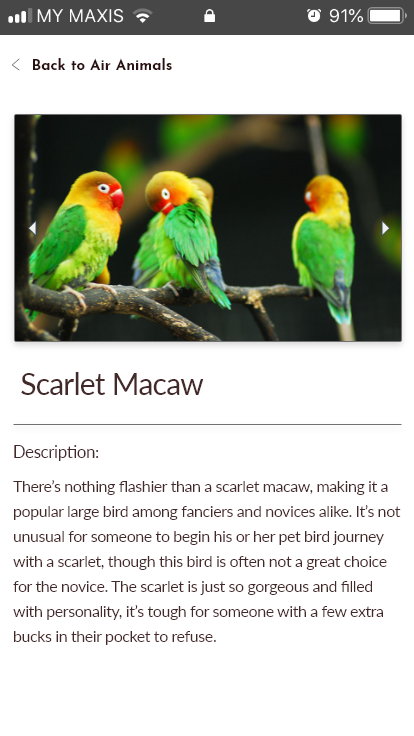 MY MAXIS 91%
Back to Air Animals
Scarlet Macaw
Description:
There’s nothing flashier than a scarlet macaw, making it a
popular large bird among fanciers and novices alike. It’s not
unusual for someone to begin his or her pet bird journey
with a scarlet, though this bird is often not a great choice
for the novice. The scarlet is just so gorgeous and filled
with personality, it’s tough for someone with a few extra
bucks in their pocket to refuse.